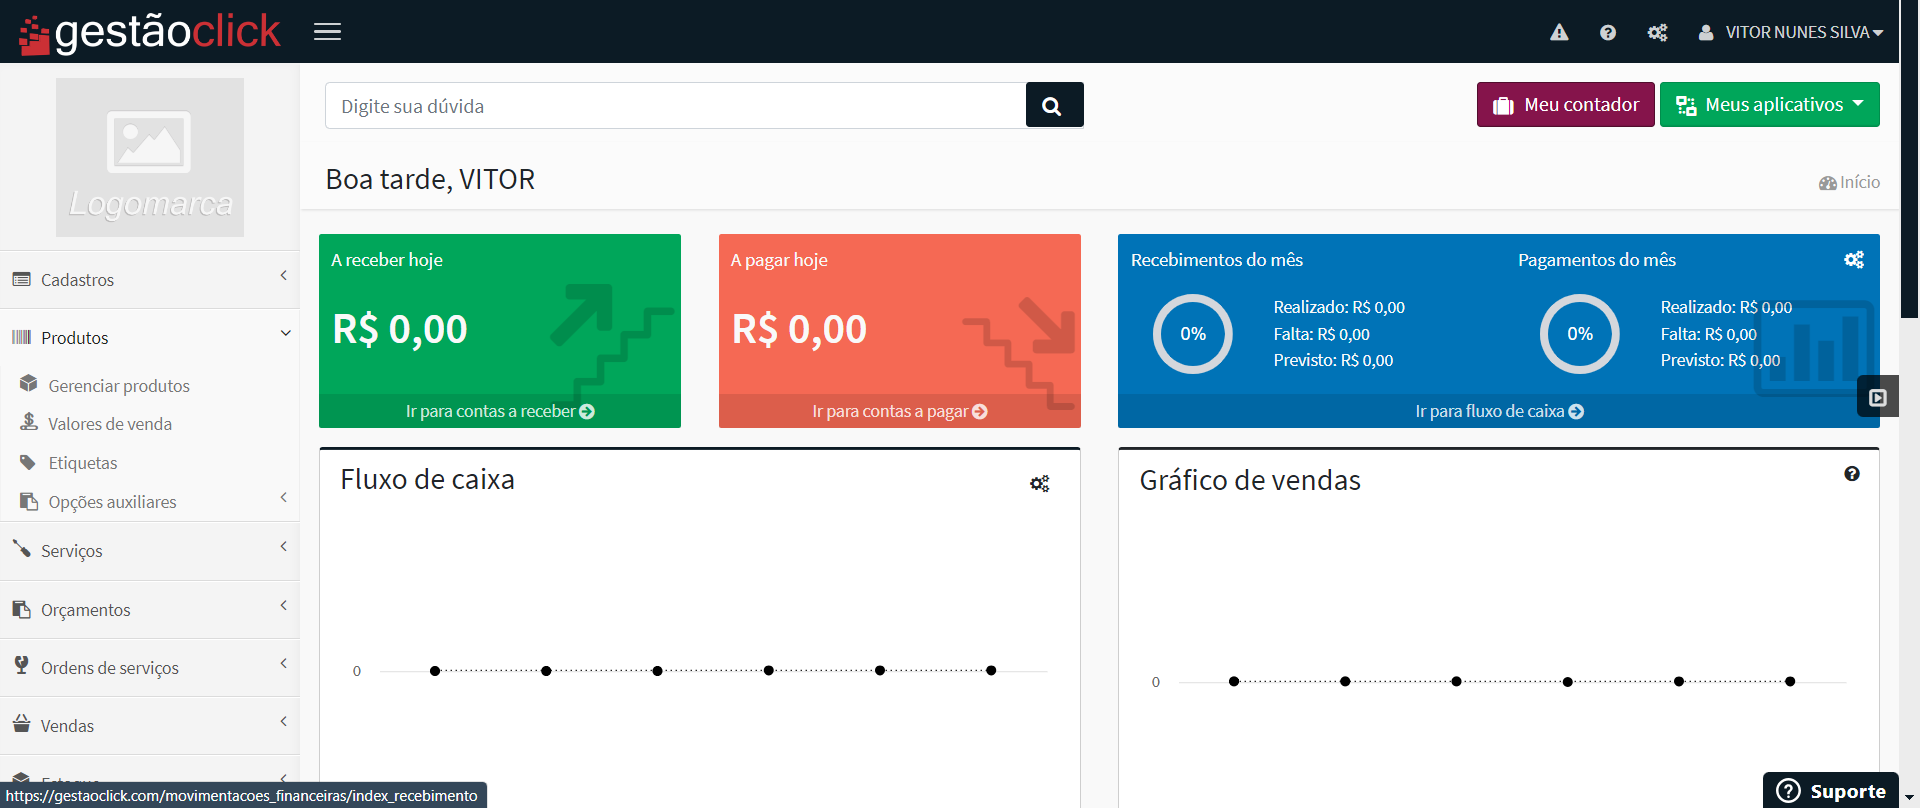 gestãoclick
VITOR NUNES SILVA
Logomarca
Digite sua dúvida
Meu contador
Meus aplicativos
Boa tarde, VITOR
Início
Cadastros
Produtos
Gerenciar produtos
Valores de venda
Etiquetas
Opções auxiliares
Serviços
Orçamentos
Ordens de serviços
Vendas
Estoque
A receber hoje
R$ 0,00
Ir para contas a receber
A pagar hoje
R$ 0,00
Ir para contas a pagar
Recebimentos do mês
0%
Realizado: R$ 0,00
Falta: R$ 0,00
Previsto: R$ 0,00
Pagamentos do mês
0%
Realizado: R$ 0,00
Falta: R$ 0,00
Previsto: R$ 0,00
Ir para fluxo de caixa
Fluxo de caixa
0
Gráfico de vendas
0
https://gestaoclick.com/movimentacoes_financeiras/index_recebimento
Suporte